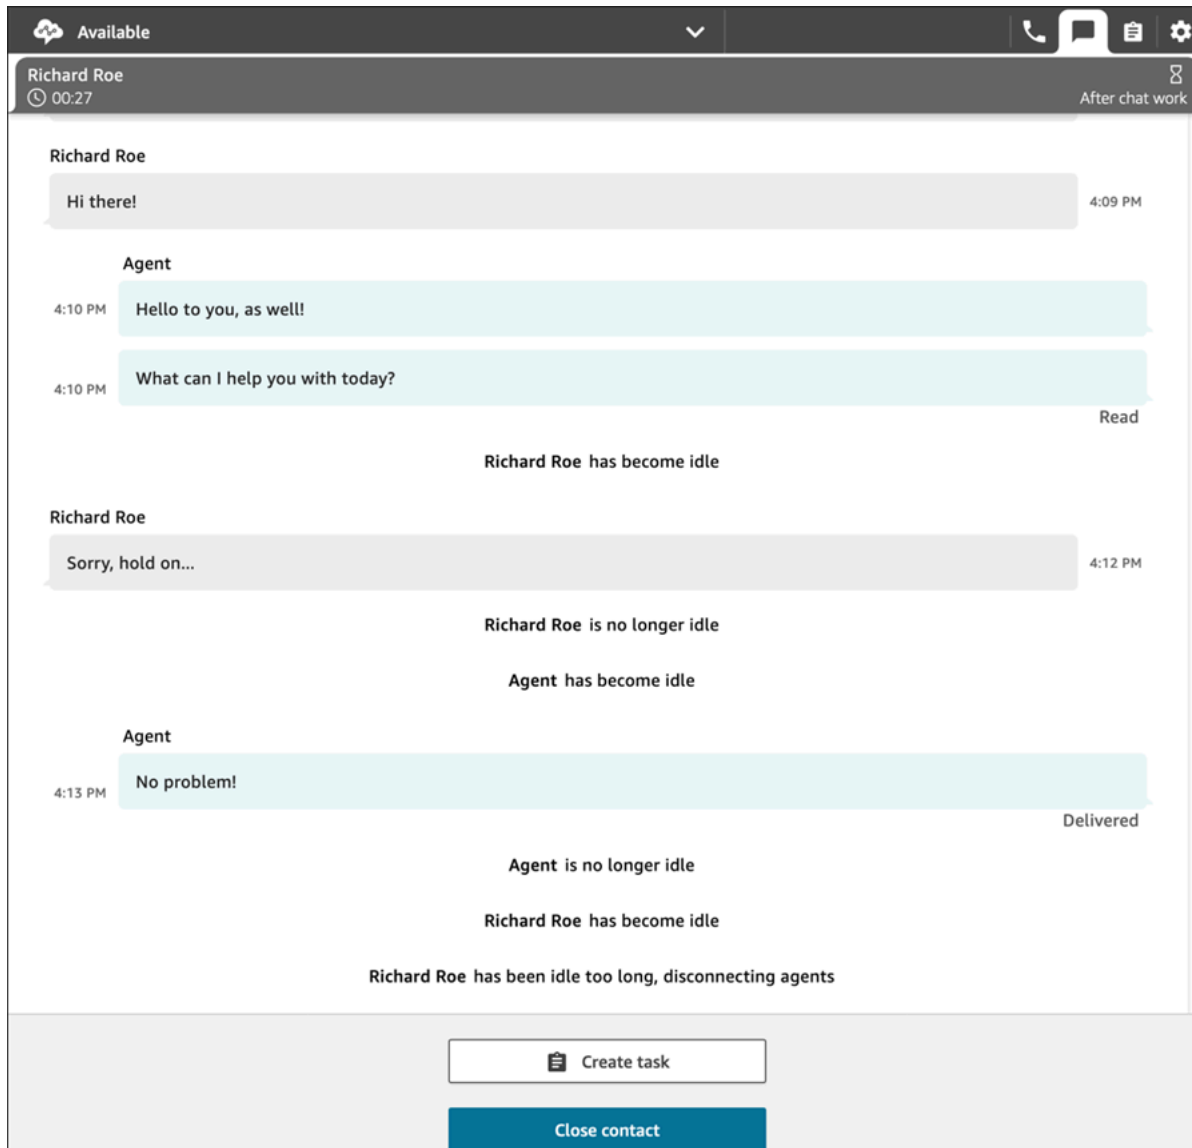 Available
Richard Roe
00:27
After chat work
Richard Roe
Hi there!
4:09 PM
Agent
4:10 PM
Hello to you, as well!
4:10 PM
What can I help you with today?
Read
Richard Roe has become idle
Richard Roe
Sorry, hold on...
4:12 PM
Richard Roe is no longer idle
Agent has become idle
Agent
4:13 PM
No problem!
Delivered
Agent is no longer idle
Richard Roe has become idle
Richard Roe has been idle too long, disconnecting agents
Create task
Close contact